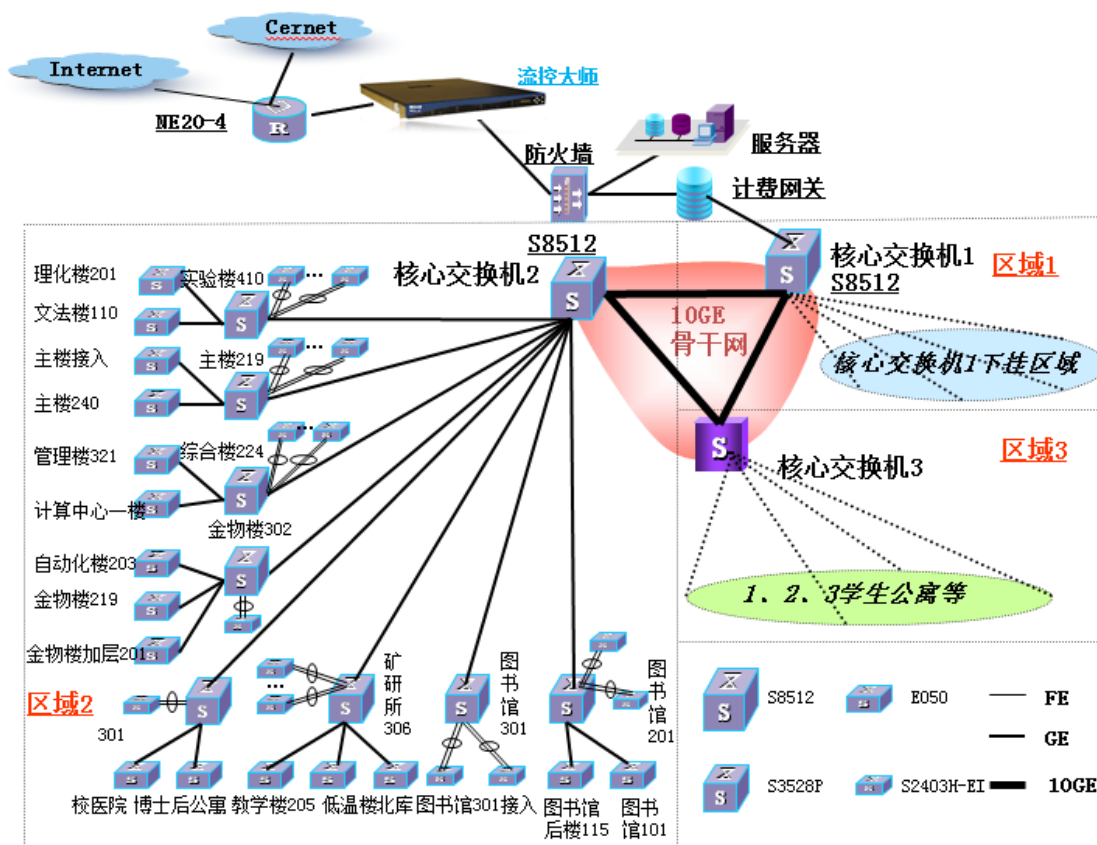 Cernet
Internet
流控大师
NE20-4
R
防火墙
服务器
计费网关
S8512
核心交换机2
核心交换机1
S8512
区域1
10GE
骨干网
核心交换机1下挂区域
核心交换机3
区域3
1、2、3学生公寓等
理化楼201
实验楼410
文法楼110
主楼接入
主楼219
主楼240
管理楼321
综合楼224
计算中心一楼
金物楼302
自动化楼203
金物楼219
金物楼加层201
区域2
301
矿
研
所
306
图
书
馆
301
图
书
馆
201
校医院
博士后公寓
教学楼205
低温楼北库
图书馆301接入
图书馆
后楼115
图书
馆101
S8512
E050
FE
GE
S3528P
S2403H-EI
10GE